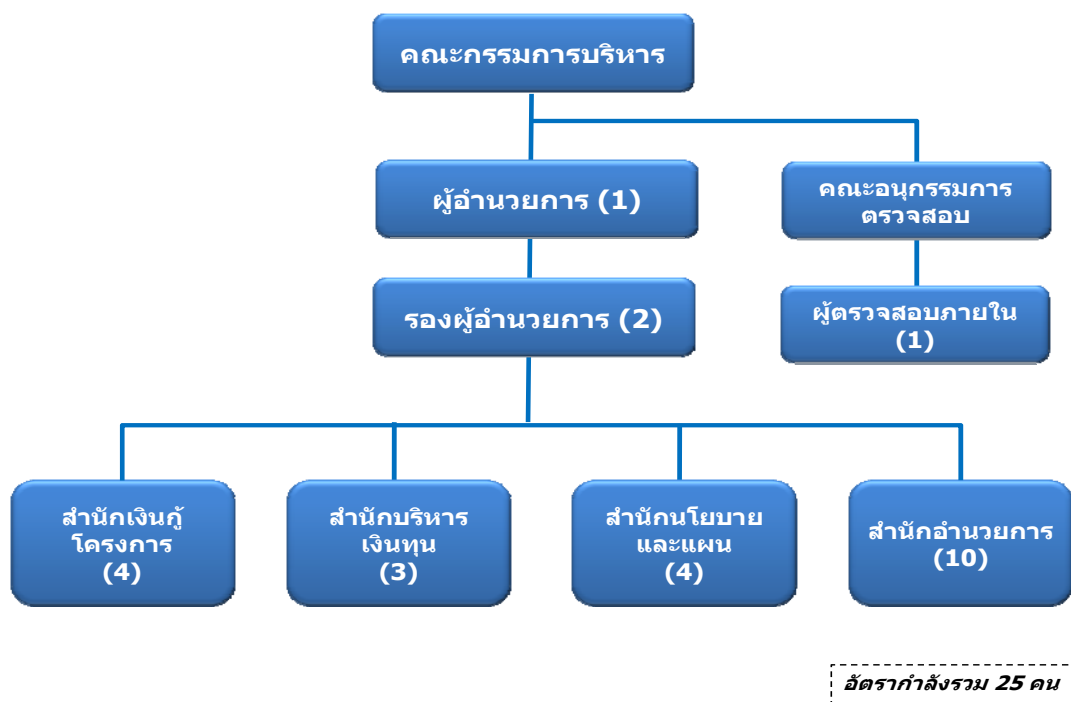 คณะกรรมการบริหาร
ผู้อำนวยการ (1)
คณะอนุกรรมการ
ตรวจสอบ
รองผู้อำนวยการ (2)
ผู้ตรวจสอบภายใน
(1)
สำนักเงินกู้
โครงการ
(4)
สำนักบริหาร
เงินทุน
(3)
สำนักนโยบาย
และแผน
(4)
สำนักอำนวยการ
(10)
อัตรากำลังรวม 25 คน